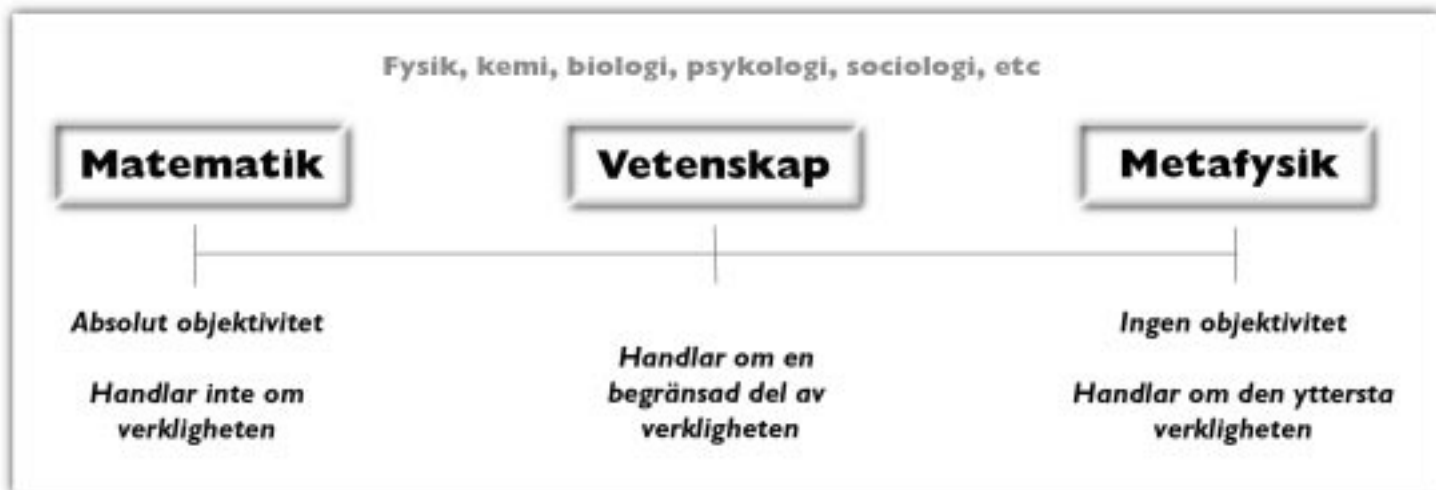 Fysik, kemi, biologi, psykologi, sociologi, etc
Matematik
Vetenskap
Metafysik
Absolut objektivitet
Handlar inte om
verkligheten
Handlar om en
begränsad del av
verkligheten
Ingen objektivitet
Handlar om den yttersta
verkligheten